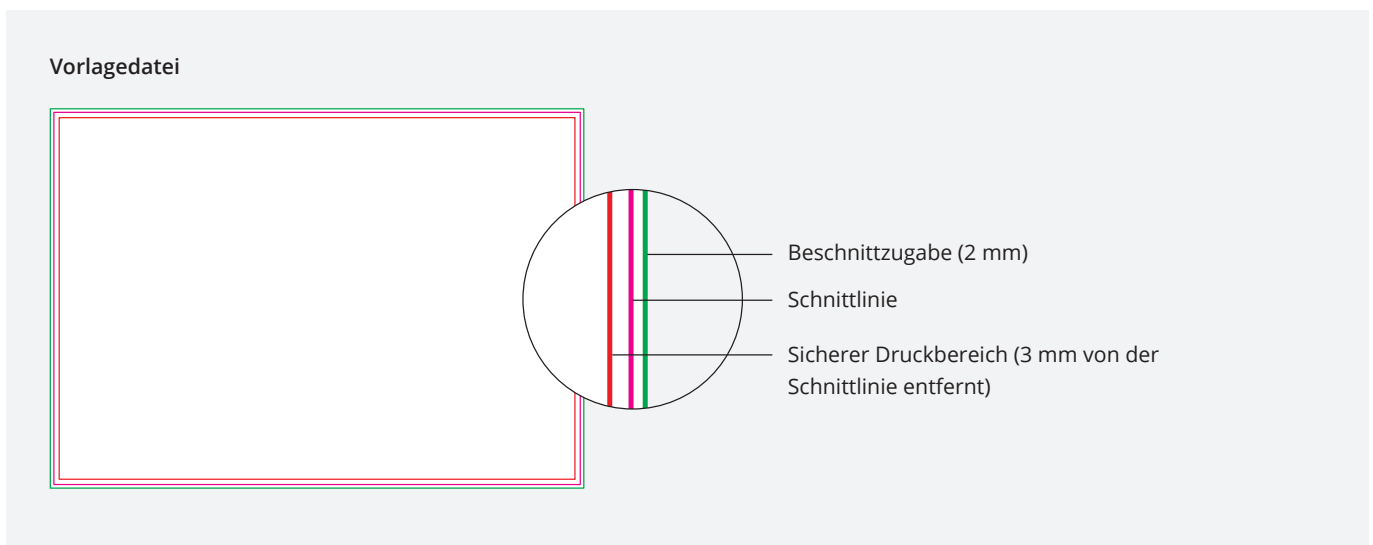 Vorlagedatei
Beschnittzugabe (2 mm)
Schnittlinie
Sicherer Druckbereich (3 mm von der
Schnittlinie entfernt)